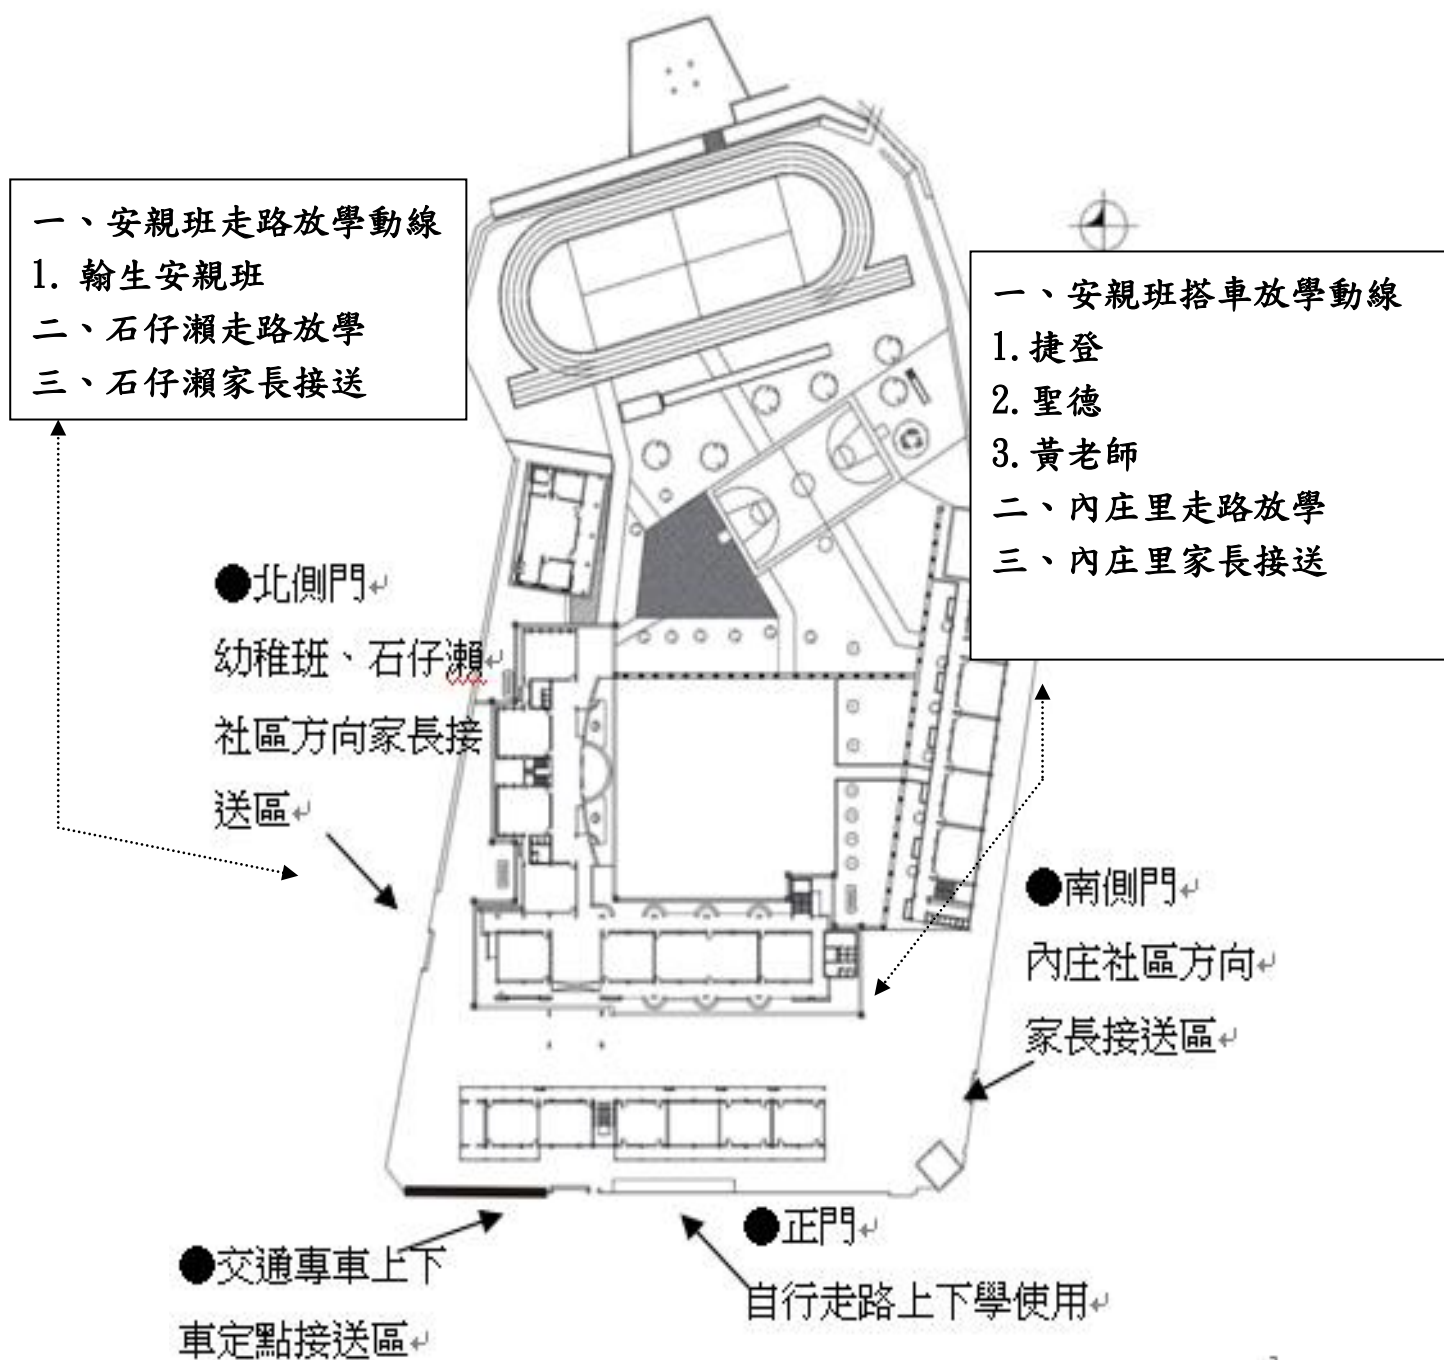 一、安親班走路放學動線
1. 翰生安親班
二、石仔瀨走路放學
三、石仔瀨家長接送
一、安親班搭車放學動線
1.捷登
2.聖德
3.黃老師
二、內庄里走路放學
三、內庄里家長接送
●北側門
幼稚班、石仔瀨
社區方向家長接
送區
●南側門
內庄社區方向
家長接送區
●正門
自行走路上下學使用
●交通專車上下
車定點接送區